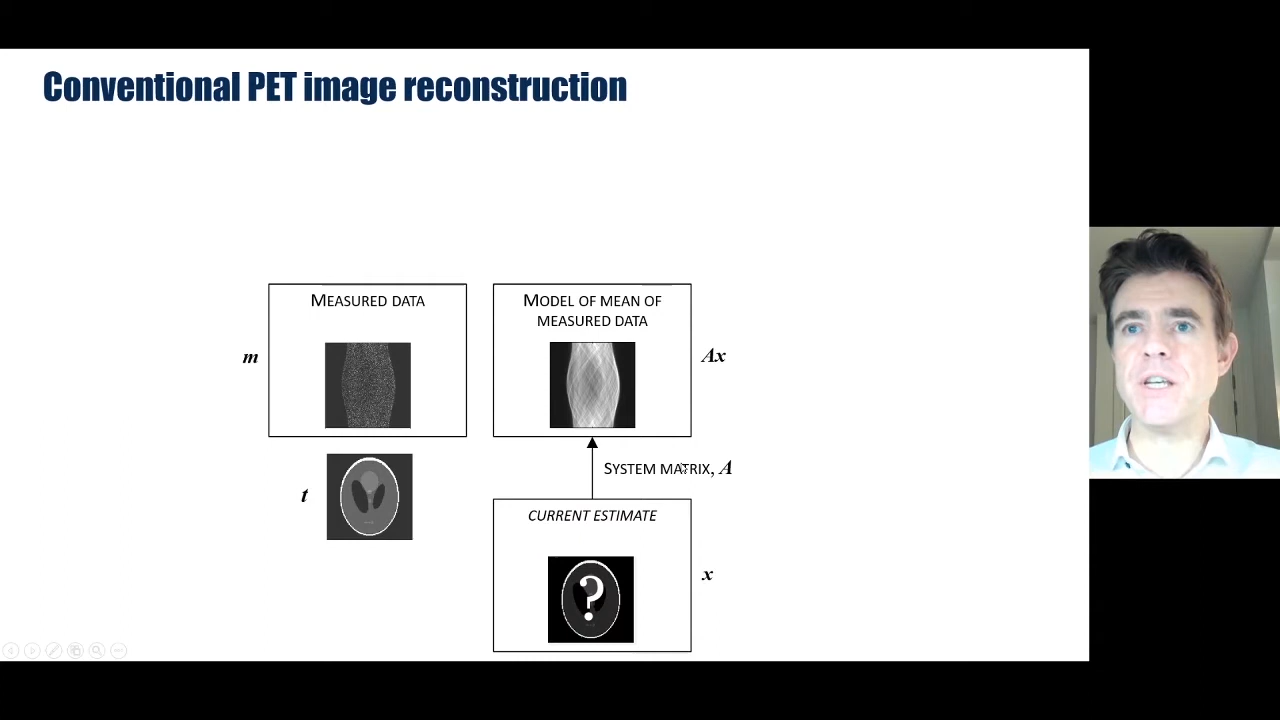 Conventional PET image reconstruction
MEASURED DATA
m
MODEL OF MEAN OF
MEASURED DATA
Ax
SYSTEM MATRIX, A
t
CURRENT ESTIMATE
?
x